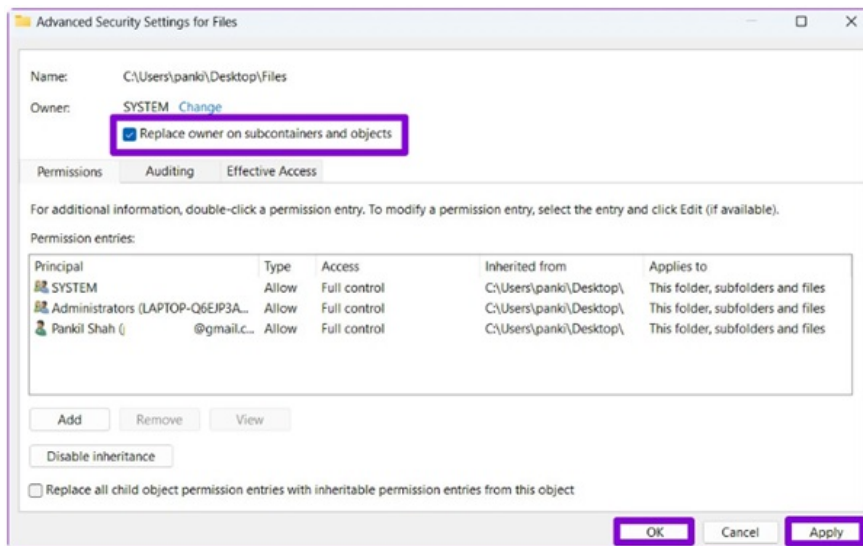 Advanced Security Settings for Files
Name: C:\Users\panki\Desktop\Files
Owner: SYSTEM Change
Replace owner on subcontainers and objects
Permissions Auditing Effective Access
For additional information, double-click a permission entry. To modify a permission entry, select the entry and click Edit (if available).
Permission entries:
Principal Type Access Inherited from Applies to
SYSTEM Allow Full control C:\Users\panki\Desktop\ This folder, subfolders and files
Administrators (LAPTOP-Q6EJP3A... Allow Full control C:\Users\panki\Desktop\ This folder, subfolders and files
Pankil Shah ( @gmail.c... Allow Full control C:\Users\panki\Desktop\ This folder, subfolders and files
Add Remove View
Disable inheritance
Replace all child object permission entries with inheritable permission entries from this object
OK Cancel Apply